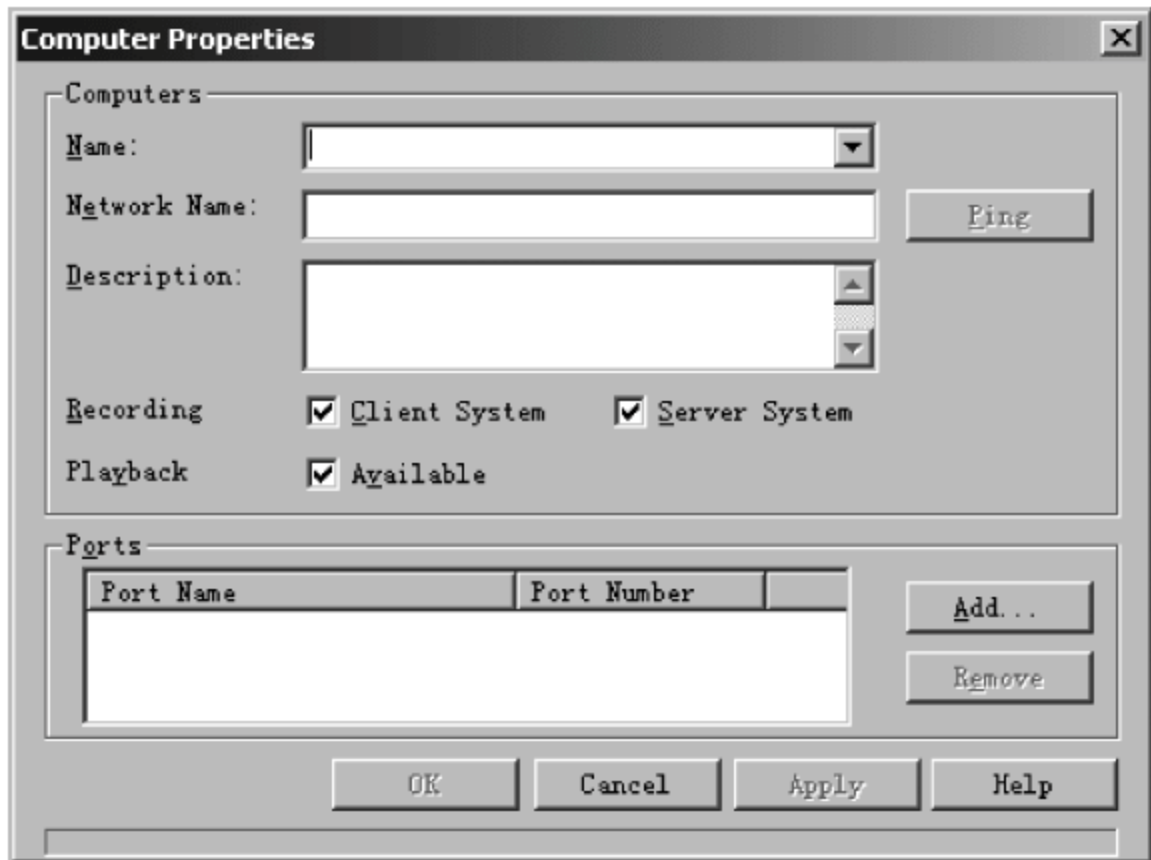 Computer Properties
Computers
Name:
Network Name:
Ping
Description:
Recording
Client System
Server System
Playback
Available
Ports
Port Name
Port Number
Add...
Remove
OK
Cancel
Apply
Help